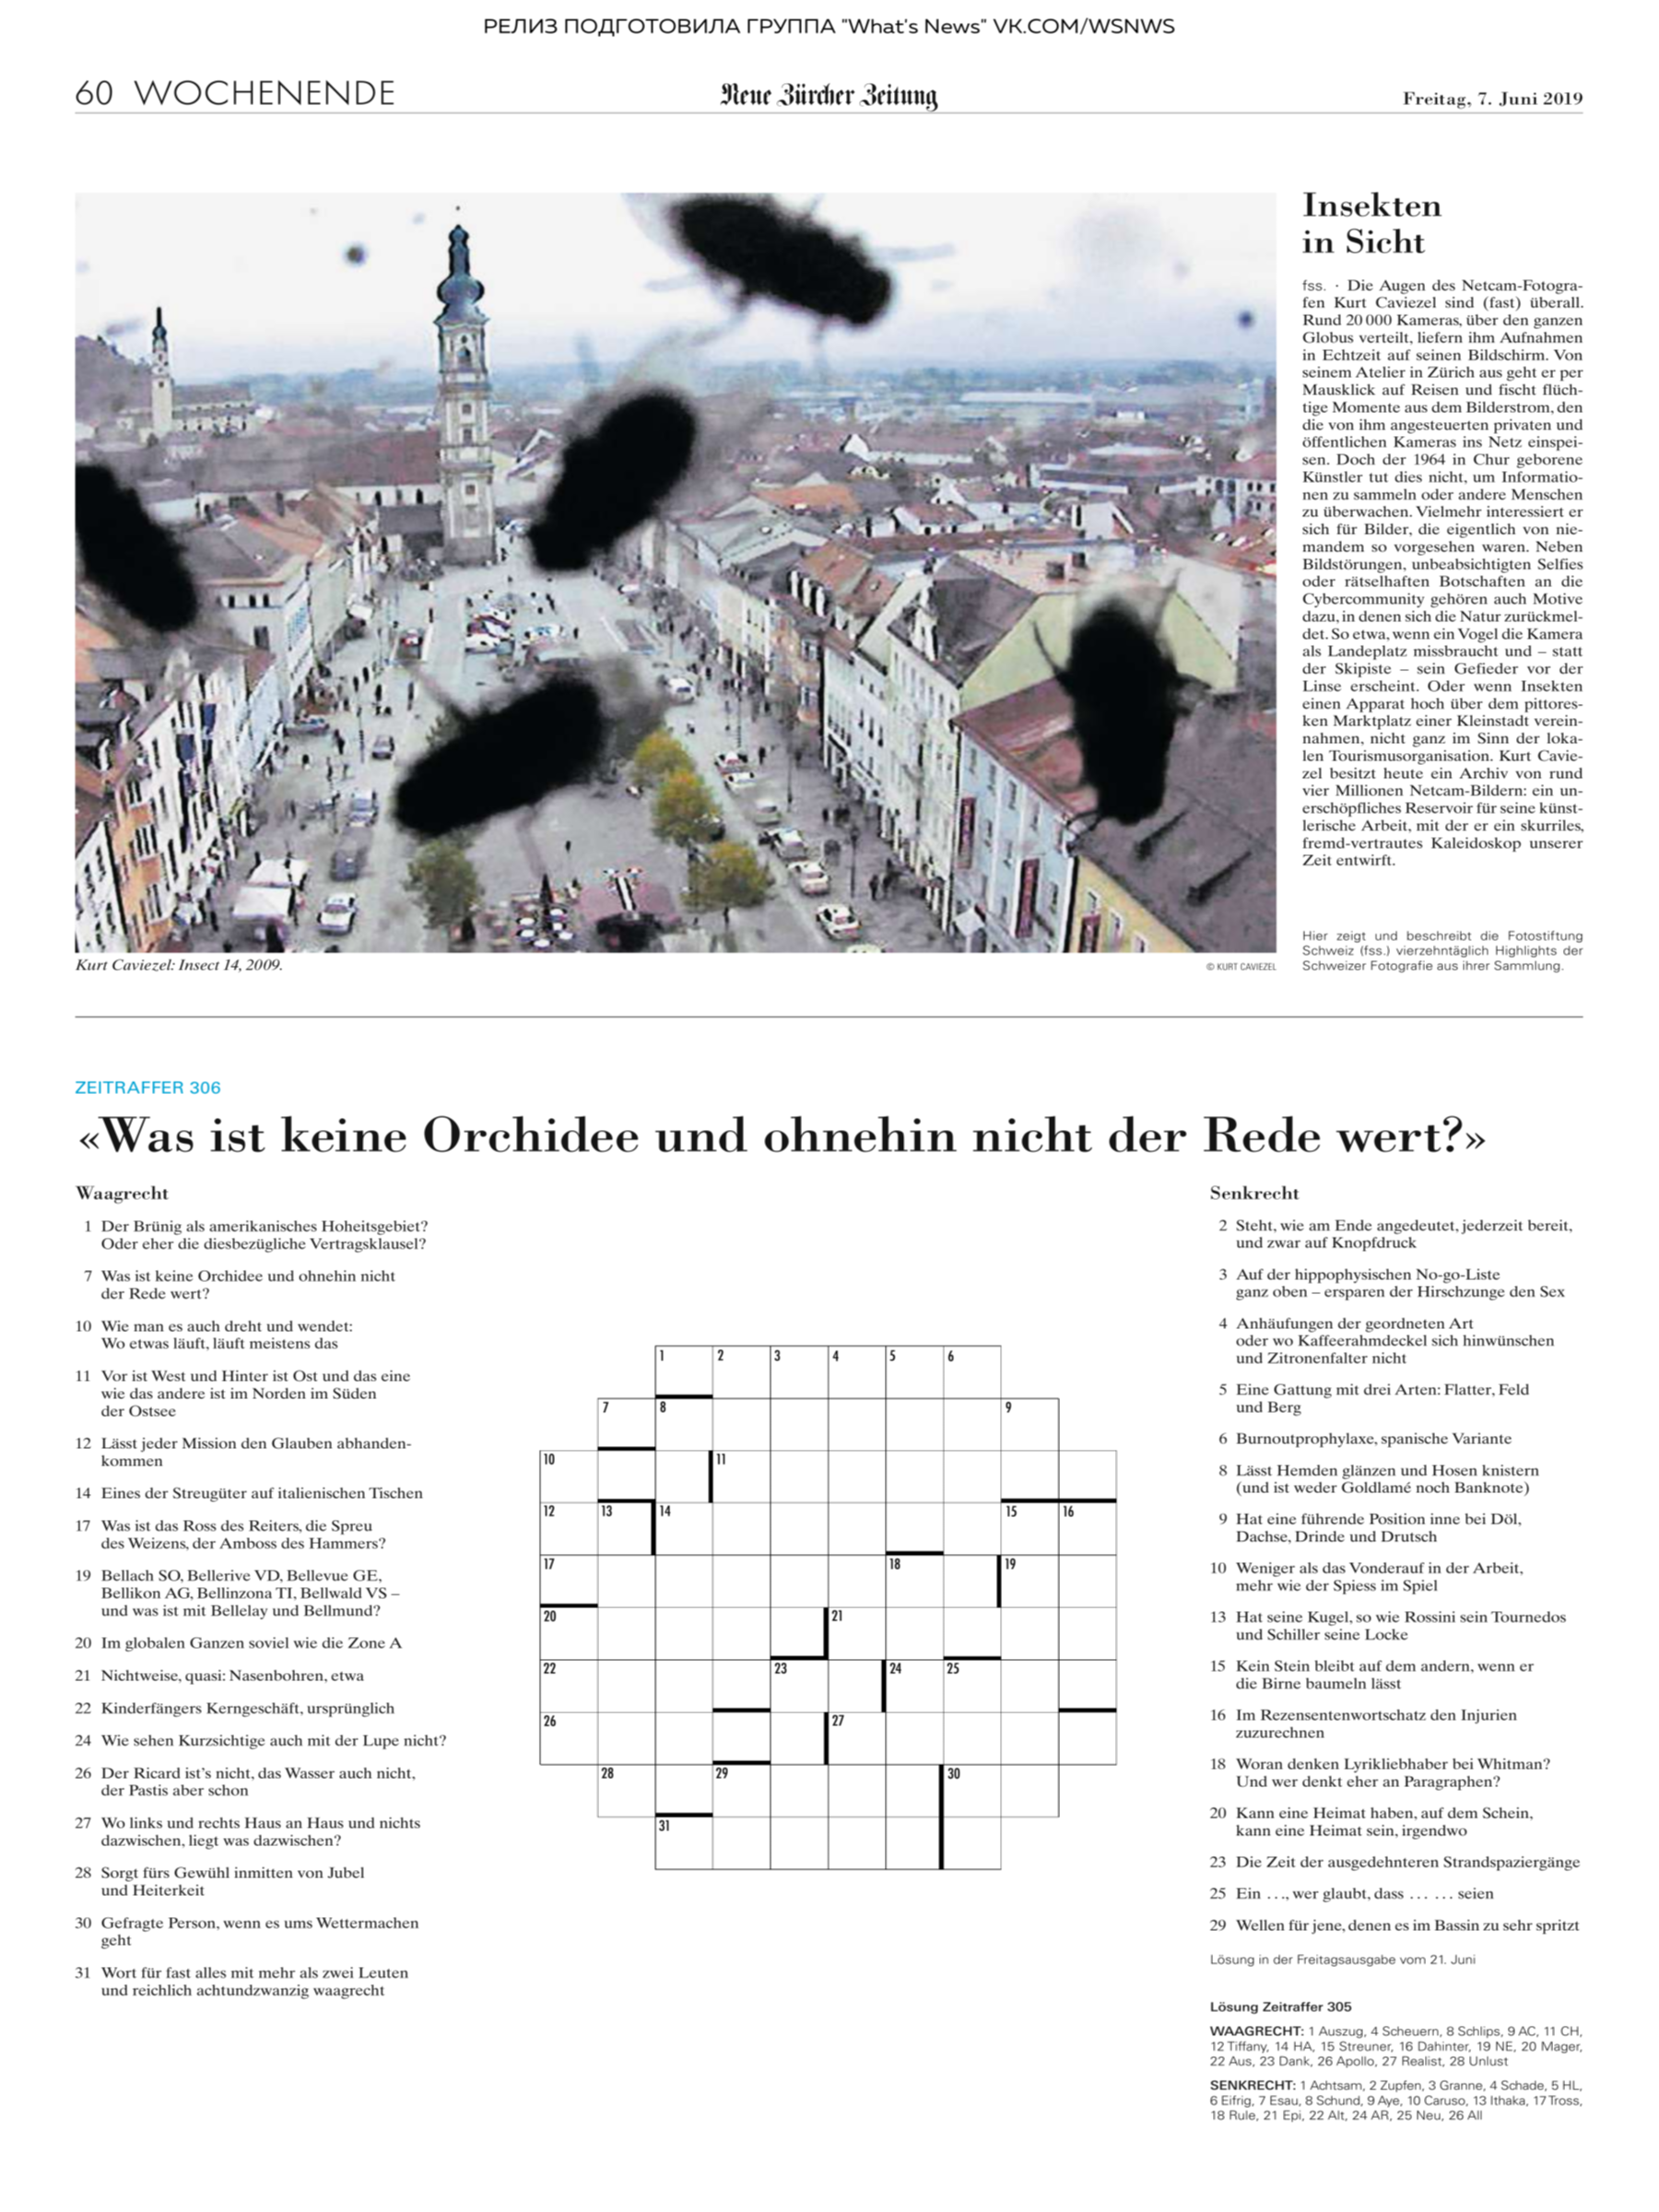 РЕЛИЗ ПОДГОТОВИЛА ГРУППА "What's News" VK.COM/WSNWS
60 WOCHENENDE
Neue Zürcher Zeitung
Freitag, 7. Juni 2019
Insekten
in Sicht
fss. · Die Augen des Netcam-Fotogra-
fen Kurt Caviezel sind (fast) überall.
Rund 20 000 Kameras, über den ganzen
Globus verteilt, liefern ihm Aufnahmen
in Echtzeit auf seinen Bildschirm. Von
seinem Atelier in Zürich aus geht er per
Mausklick auf Reisen und fischt flüch-
tige Momente aus dem Bilderstrom, den
die von ihm angesteuerten privaten und
öffentlichen Kameras ins Netz einspei-
sen. Doch der 1964 in Chur geborene
Künstler tut dies nicht, um Informatio-
nen zu sammeln oder andere Menschen
zu überwachen. Vielmehr interessiert er
sich für Bilder, die eigentlich von nie-
mandem so vorgesehen waren. Neben
Bildstörungen, unbeabsichtigten Selfies
oder rätselhaften Botschaften an die
Cybercommunity gehören auch Motive
dazu, in denen sich die Natur zurückmel-
det. So etwa, wenn ein Vogel die Kamera
als Landeplatz missbraucht und – statt
der Skipiste – sein Gefieder vor der
Linse erscheint. Oder wenn Insekten
einen Apparat hoch über dem pittores-
ken Marktplatz einer Kleinstadt verein-
nahmen, nicht ganz im Sinn der loka-
len Tourismusorganisation. Kurt Cavie-
zel besitzt heute ein Archiv von rund
vier Millionen Netcam-Bildern: ein un-
erschöpfliches Reservoir für seine künst-
lerische Arbeit, mit der er ein skurriles,
fremd-vertrautes Kaleidoskop unserer
Zeit entwirft.
Hier zeigt und beschreibt die Fotostiftung
Schweiz (fss.) vierzehntäglich Highlights der
Schweizer Fotografie aus ihrer Sammlung.
Kurt Caviezel: Insect 14, 2009.
© KURT CAVIEZEL
ZEITRAFFER 306
«Was ist keine Orchidee und ohnehin nicht der Rede wert?»
Waagrecht
1 Der Brünig als amerikanisches Hoheitsgebiet?
Oder eher die diesbezügliche Vertragsklausel?
7 Was ist keine Orchidee und ohnehin nicht
der Rede wert?
10 Wie man es auch dreht und wendet:
Wo etwas läuft, läuft meistens das
11 Vor ist West und Hinter ist Ost und das eine
wie das andere ist im Norden im Süden
der Ostsee
12 Lässt jeder Mission den Glauben abhanden-
kommen
14 Eines der Streugüter auf italienischen Tischen
17 Was ist das Ross des Reiters, die Spreu
des Weizens, der Amboss des Hammers?
19 Bellach SO, Bellerive VD, Bellevue GE,
Bellikon AG, Bellinzona TI, Bellwald VS –
und was ist mit Bellelay und Bellmund?
20 Im globalen Ganzen soviel wie die Zone A
21 Nichtweise, quasi: Nasenbohren, etwa
22 Kinderfängers Kerngeschäft, ursprünglich
24 Wie sehen Kurzsichtige auch mit der Lupe nicht?
26 Der Ricard ist's nicht, das Wasser auch nicht,
der Pastis aber schon
27 Wo links und rechts Haus an Haus und nichts
dazwischen, liegt was dazwischen?
28 Sorgt fürs Gewühl inmitten von Jubel
und Heiterkeit
30 Gefragte Person, wenn es ums Wettermachen
geht
31 Wort für fast alles mit mehr als zwei Leuten
und reichlich achtundzwanzig waagrecht
1 2 3 4 5 6
7 8 9
10 11
12 13 14 15 16
17 18 19
20 21
22 23 24 25
26 27
28 29 30
31
Senkrecht
2 Steht, wie am Ende angedeutet, jederzeit bereit,
und zwar auf Knopfdruck
3 Auf der hippophysischen No-go-Liste
ganz oben – ersparen der Hirschzunge den Sex
4 Anhäufungen der geordneten Art
oder wo Kaffeerahmdeckel sich hinwünschen
und Zitronenfalter nicht
5 Eine Gattung mit drei Arten: Flatter, Feld
und Berg
6 Burnoutprophylaxe, spanische Variante
8 Lässt Hemden glänzen und Hosen knistern
(und ist weder Goldlamé noch Banknote)
9 Hat eine führende Position inne bei Döl,
Dachse, Drinde und Drutsch
10 Weniger als das Vonderauf in der Arbeit,
mehr wie der Spiess im Spiel
13 Hat seine Kugel, so wie Rossini sein Tournedos
und Schiller seine Locke
15 Kein Stein bleibt auf dem andern, wenn er
die Birne baumeln lässt
16 Im Rezensentenwortschatz den Injurien
zuzurechnen
18 Woran denken Lyrikliebhaber bei Whitman?
Und wer denkt eher an Paragraphen?
20 Kann eine Heimat haben, auf dem Schein,
kann eine Heimat sein, irgendwo
23 Die Zeit der ausgedehnteren Strandspaziergänge
25 Ein …, wer glaubt, dass … … seien
29 Wellen für jene, denen es im Bassin zu sehr spritzt
Lösung in der Freitagsausgabe vom 21. Juni
Lösung Zeitraffer 305
WAAGRECHT: 1 Auszug, 4 Scheuern, 8 Schlips, 9 AC, 11 CH,
12 Tiffany, 14 HA, 15 Streuner, 16 Dahinter, 19 NE, 20 Mager,
22 Aus, 23 Dank, 26 Apollo, 27 Realist, 28 Unlust
SENKRECHT: 1 Achtsam, 2 Zupfen, 3 Granne, 4 Schade, 5 HL,
6 Eifrig, 7 Esau, 8 Schund, 9 Aye, 10 Caruso, 13 Ithaka, 17 Tross,
18 Rule, 21 Epi, 22 Alt, 24 AR, 25 Neu, 26 All